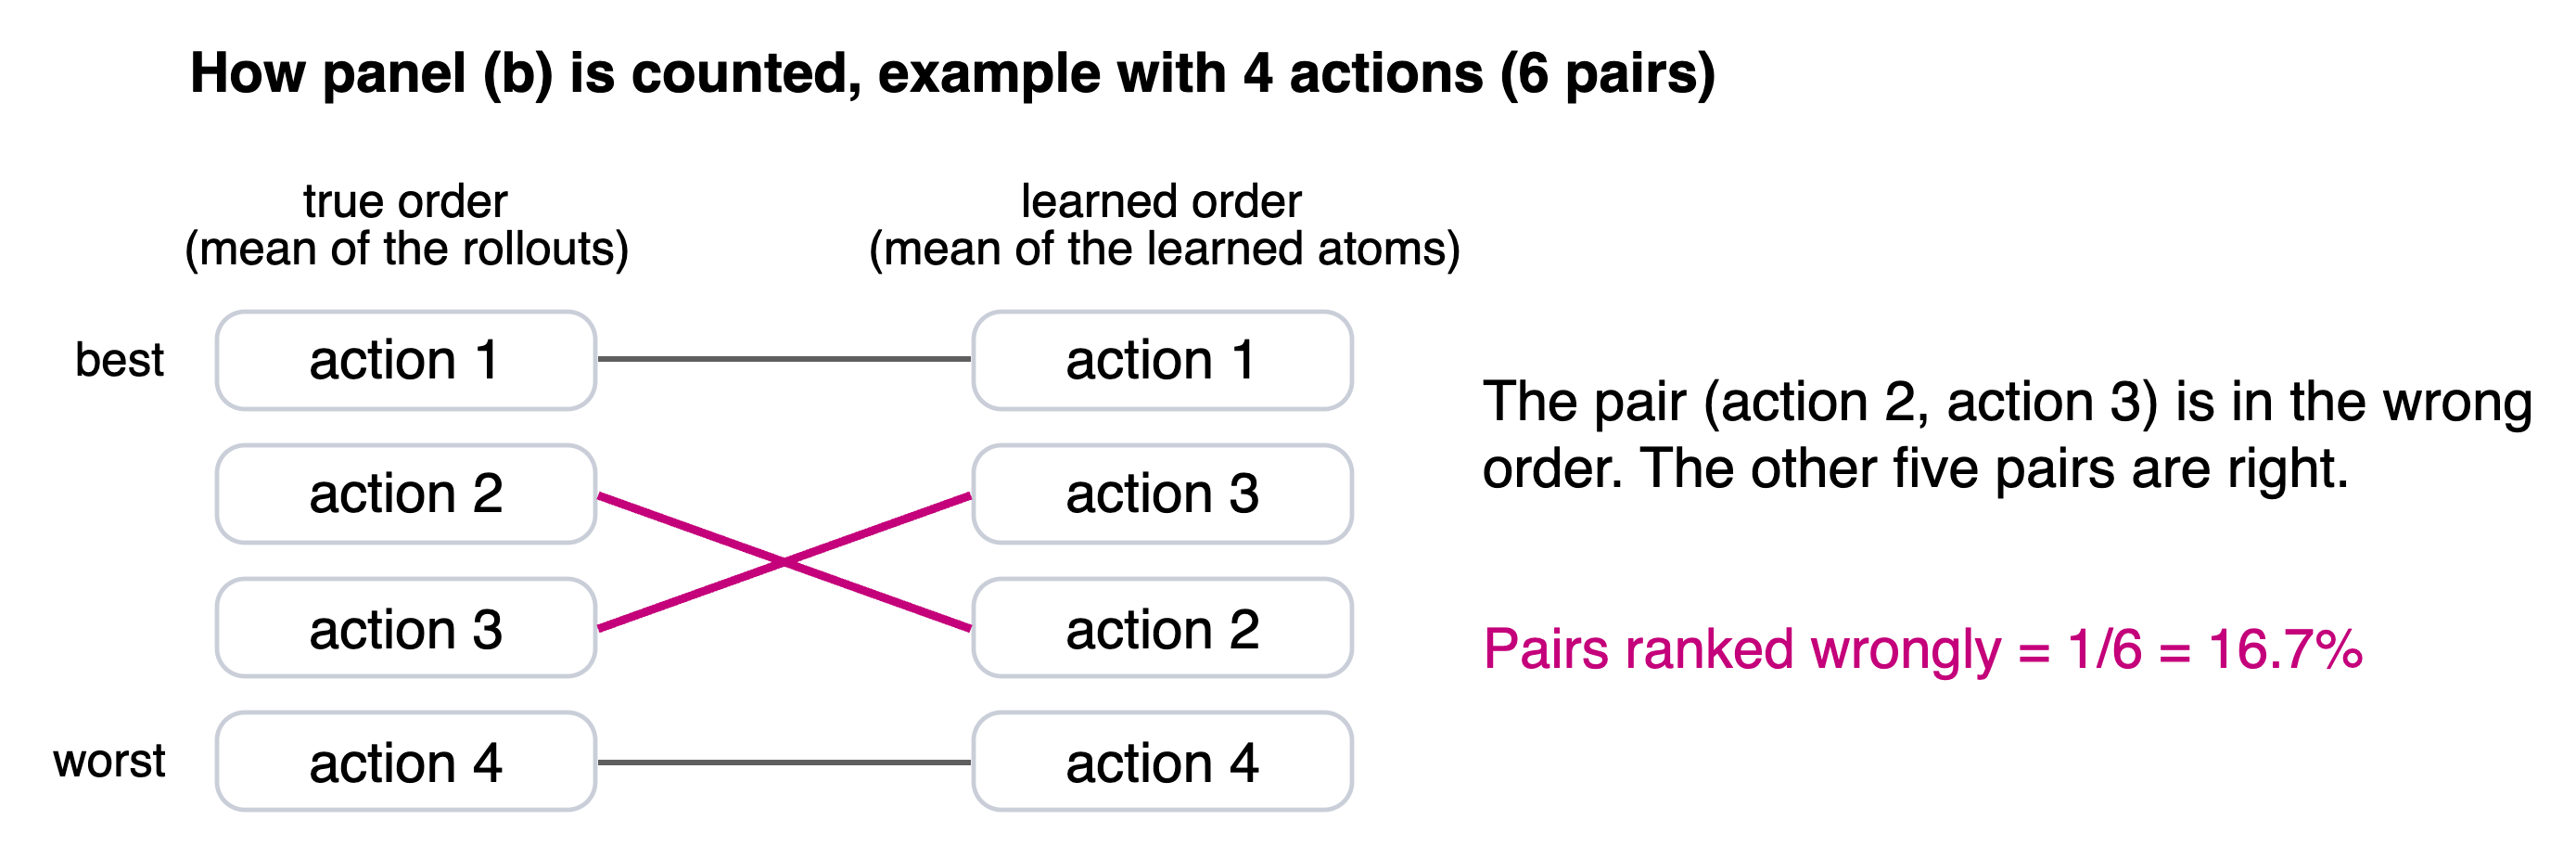 How panel (b) is counted, example with 4 actions (6 pairs)
true order
(mean of the rollouts)
learned order
(mean of the learned atoms)
best
action 1
action 1
action 2
action 3
action 3
action 2
worst
action 4
action 4
The pair (action 2, action 3) is in the wrong
order. The other five pairs are right.
Pairs ranked wrongly = 1/6 = 16.7%